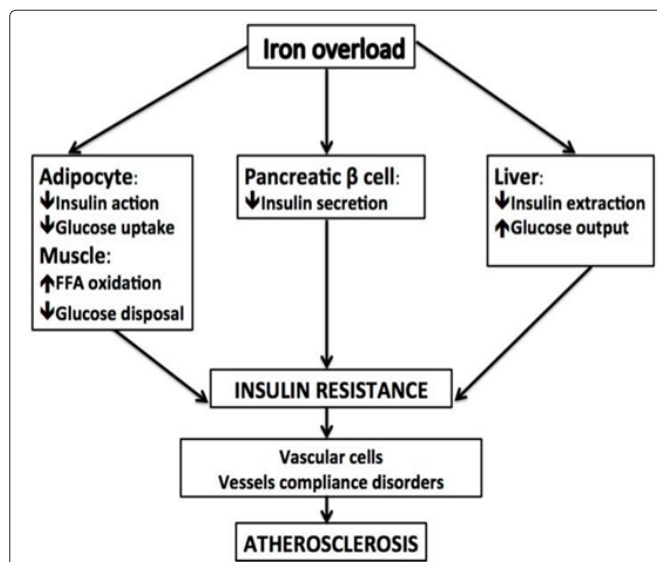 Iron overload
Adipocyte:
↓Insulin action
↓Glucose uptake
Muscle:
↑FFA oxidation
↓Glucose disposal
Pancreatic β cell:
↓Insulin secretion
Liver:
↓Insulin extraction
↑Glucose output
INSULIN RESISTANCE
Vascular cells
Vessels compliance disorders
ATHEROSCLEROSIS